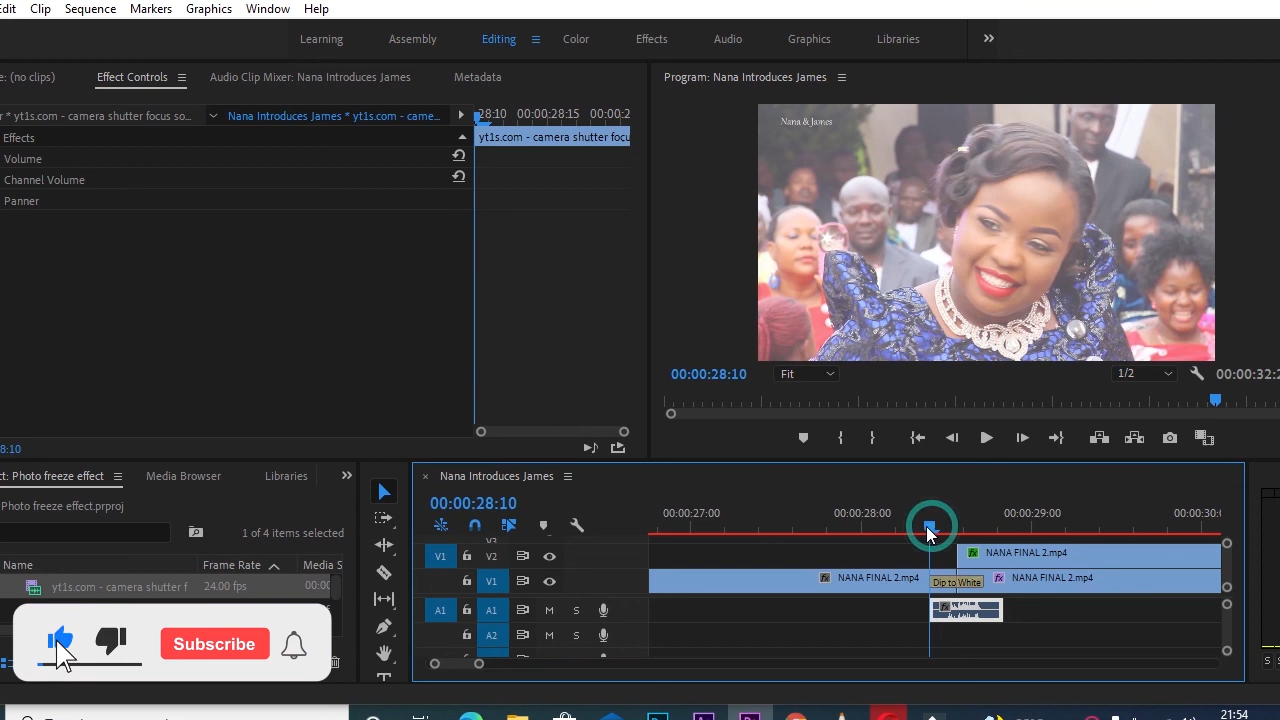 Edit Clip Sequence Markers Graphics Window Help
Learning Assembly Editing Color Effects Audio Graphics Libraries
: (no clips) Effect Controls Audio Clip Mixer: Nana Introduces James Metadata
Program: Nana Introduces James
r * yt1s.com - camera shutter focus so... Nana Introduces James * yt1s.com - came...
28:10 00:00:28:15 00:00:2
Effects
yt1s.com - camera shutter focu
Volume
Channel Volume
Panner
Nana & James
00:00:28:10 Fit 1/2 00:00:32:2
8:10
ct: Photo freeze effect Media Browser Libraries
Photo freeze effect.prproj
1 of 4 items selected
Name Frame Rate Media S
yt1s.com - camera shutter f 24.00 fps 00:00
Subscribe
× Nana Introduces James
00:00:28:10
00:00:27:00 00:00:28:00 00:00:29:00 00:00:30:0
V3
V1 V2 NANA FINAL 2.mp4
V1 NANA FINAL 2.mp4 Dip to White NANA FINAL 2.mp4
A1 A1 M S
A2 M S
S S
21:54